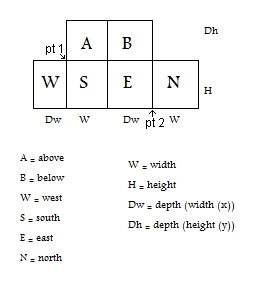 Dh
pt 1
A B
W S E N
H
Dw W Dw pt 2 W
A = above
B = below
W = west
S = south
E = east
N = north
W = width
H = height
Dw = depth (width (x))
Dh = depth (height (y))